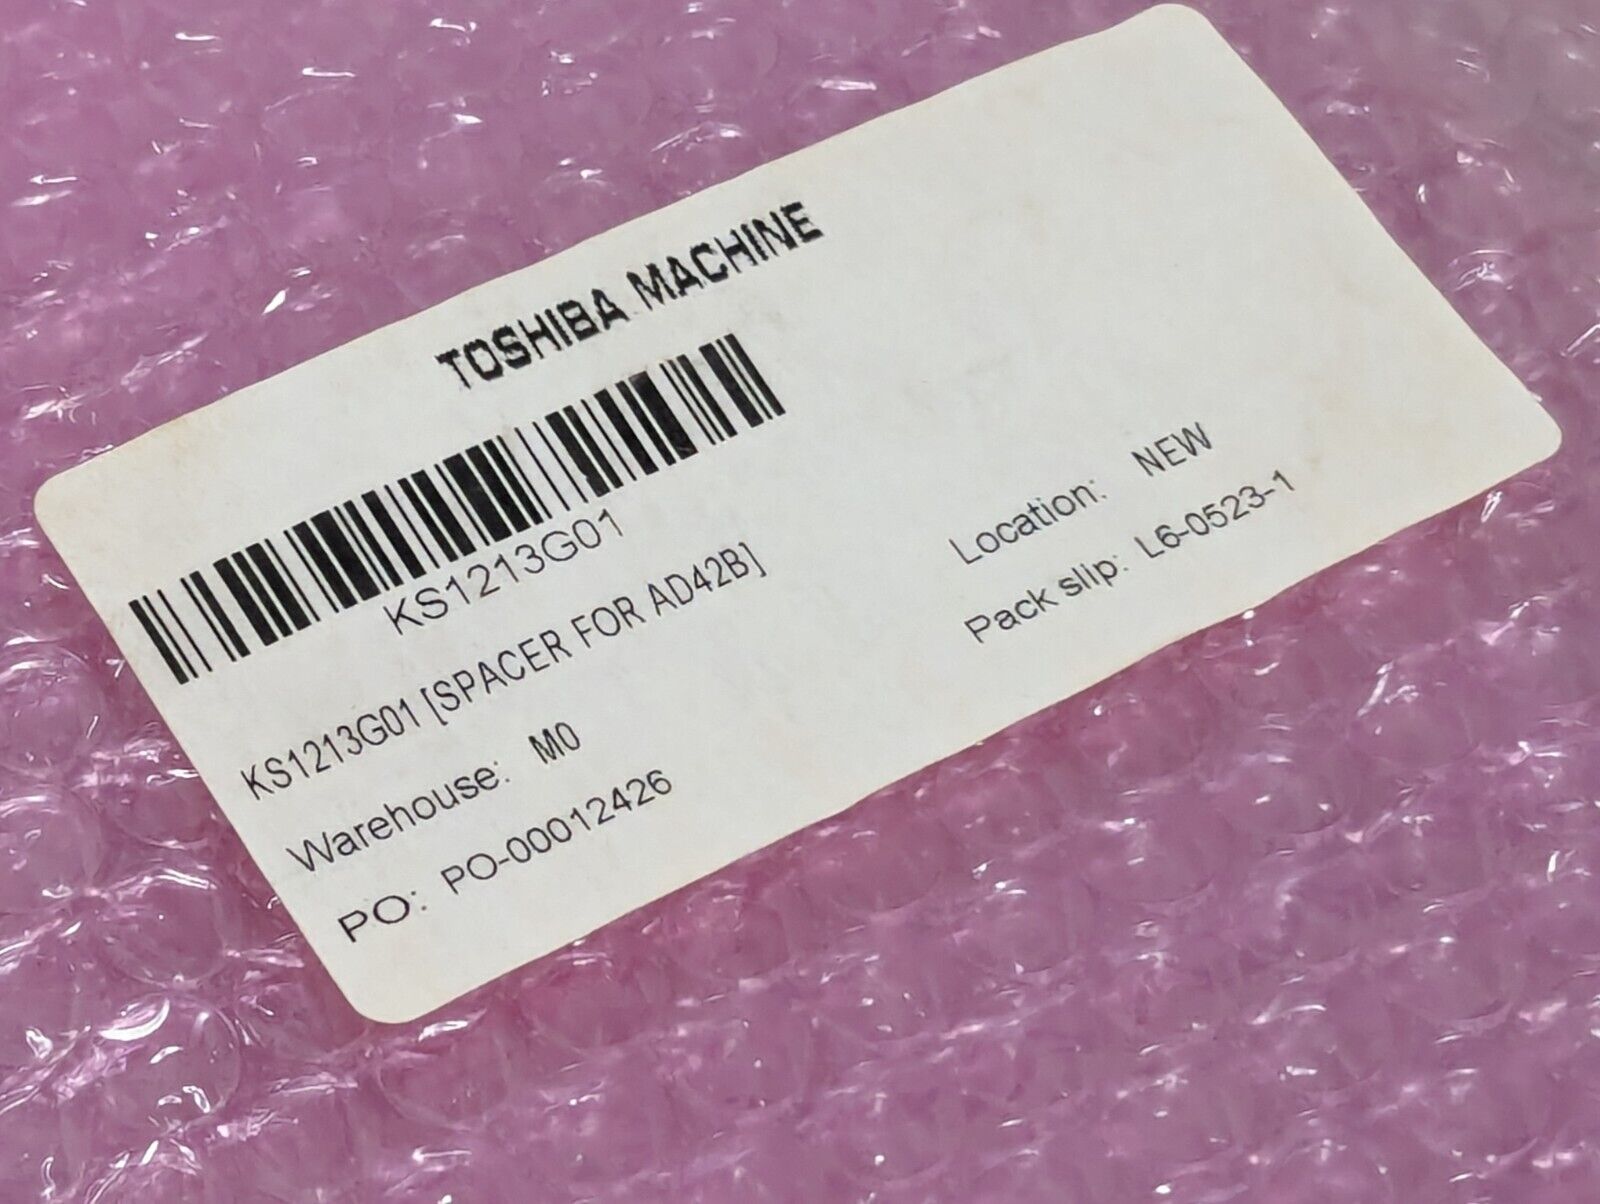 TOSHIBA MACHINE
KS1213G01
KS1213G01 [SPACER FOR AD42B]
Warehouse: M0
Location: NEW
PO: PO-00012426
Pack slip: L6-0523-1